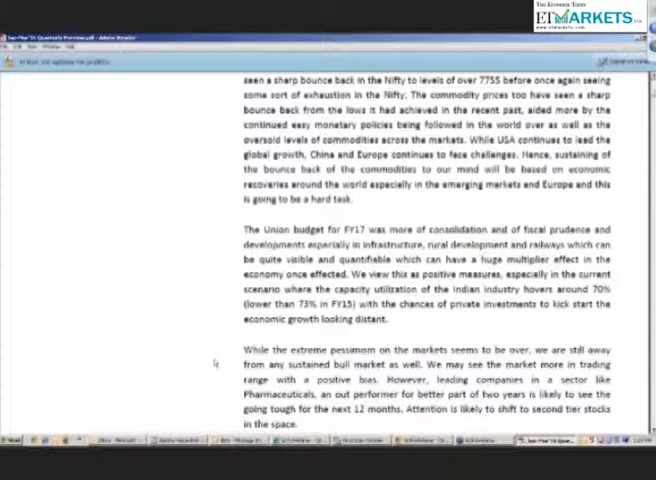 THE ECONOMIC TIMES
ETMARKETS
www.etmarkets.com
Jan-Mar'16 Quarterly Preview.pdf - Adobe Reader
seen a sharp bounce back in the Nifty to levels of over 7755 before once again seeing
some sort of exhaustion in the Nifty. The commodity prices too have seen a sharp
bounce back from the lows it had achieved in the recent past, aided more by the
continued easy monetary policies being followed in the world over as well as the
oversold levels of commodities across the markets. While USA continues to lead the
global growth, China and Europe continues to face challenges. Hence, sustaining of
the bounce back of the commodities to our mind will be based on economic
recoveries around the world especially in the emerging markets and Europe and this
is going to be a hard task.
The Union budget for FY17 was more of consolidation and of fiscal prudence and
developments especially in infrastructure, rural development and railways which can
be quite visible and quantifiable which can have a huge multiplier effect in the
economy once effected. We view this as positive measures, especially in the current
scenario where the capacity utilization of the Indian industry hovers around 70%
(lower than 73% in FY15) with the chances of private investments to kick start the
economic growth looking distant.
While the extreme pessimism on the markets seems to be over, we are still away
from any sustained bull market as well. We may see the market more in trading
range with a positive bias. However, leading companies in a sector like
Pharmaceuticals, an out performer for better part of two years is likely to see the
going tough for the next 12 months. Attention is likely to shift to second tier stocks
in the space.